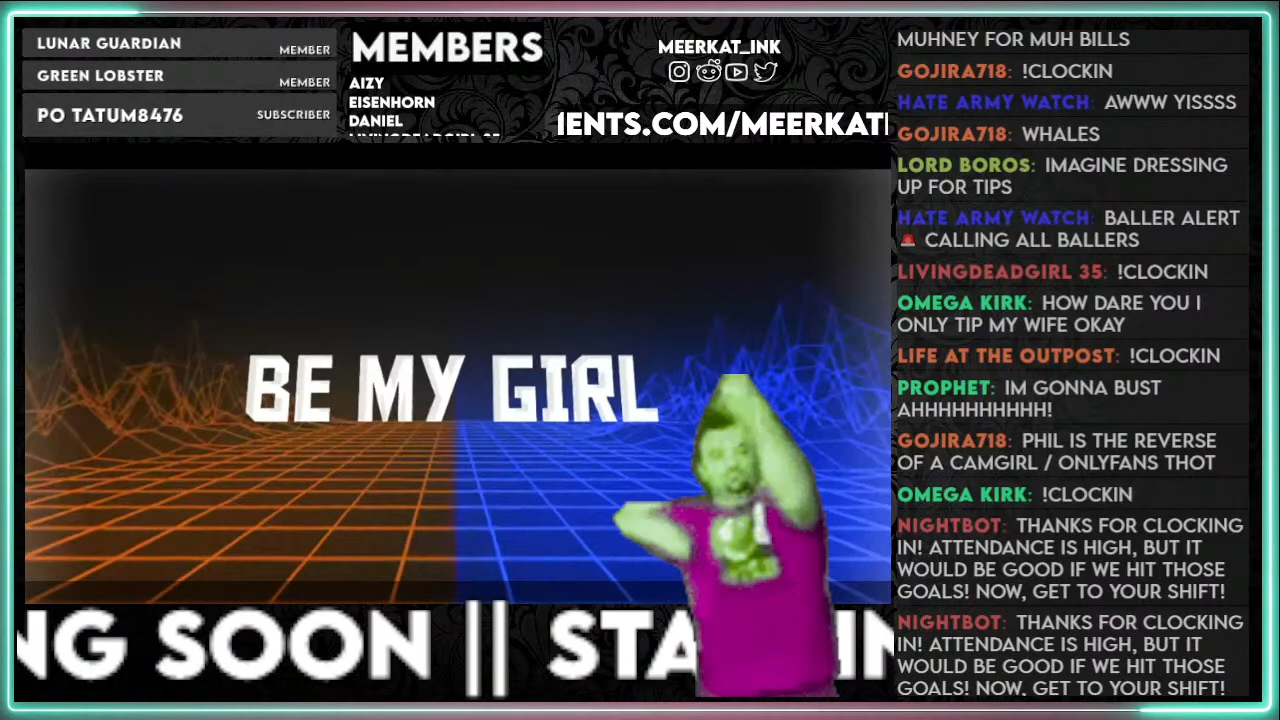 LUNAR GUARDIAN
MEMBER
GREEN LOBSTER
MEMBER
PO TATUM8476
SUBSCRIBER
MEMBERS
AIZY
EISENHORN
DANIEL
MEERKAT_INK
IENTS.COM/MEERKATI
BE MY GIRL
NG SOON || STA
IN
MUHNEY FOR MUH BILLS
GOJIRA718: !CLOCKIN
HATE ARMY WATCH: AWWW YISSSS
GOJIRA718: WHALES
LORD BOROS: IMAGINE DRESSING
UP FOR TIPS
HATE ARMY WATCH: BALLER ALERT
🚨 CALLING ALL BALLERS
LIVINGDEADGIRL 35: !CLOCKIN
OMEGA KIRK: HOW DARE YOU I
ONLY TIP MY WIFE OKAY
LIFE AT THE OUTPOST: !CLOCKIN
PROPHET: IM GONNA BUST
AHHHHHHHHHH!
GOJIRA718: PHIL IS THE REVERSE
OF A CAMGIRL / ONLYFANS THOT
OMEGA KIRK: !CLOCKIN
NIGHTBOT: THANKS FOR CLOCKING
IN! ATTENDANCE IS HIGH, BUT IT
WOULD BE GOOD IF WE HIT THOSE
GOALS! NOW, GET TO YOUR SHIFT!
NIGHTBOT: THANKS FOR CLOCKING
IN! ATTENDANCE IS HIGH, BUT IT
WOULD BE GOOD IF WE HIT THOSE
GOALS! NOW, GET TO YOUR SHIFT!